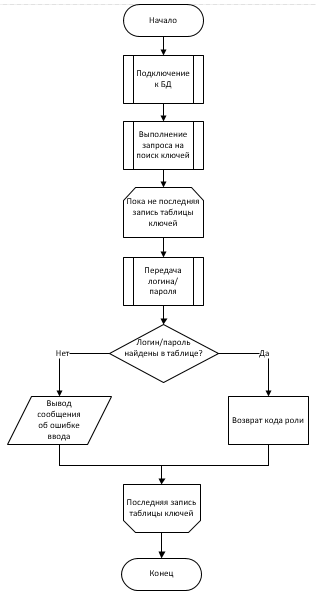 Начало
Подключение
к БД
Выполнение
запроса на
поиск ключей
Пока не последняя
запись таблицы
ключей
Передача
логина/
пароля
Логин/пароль
найдены в таблице?
Нет
Да
Вывод
сообщения
об ошибке
ввода
Возврат кода роли
Последняя запись
таблицы ключей
Конец